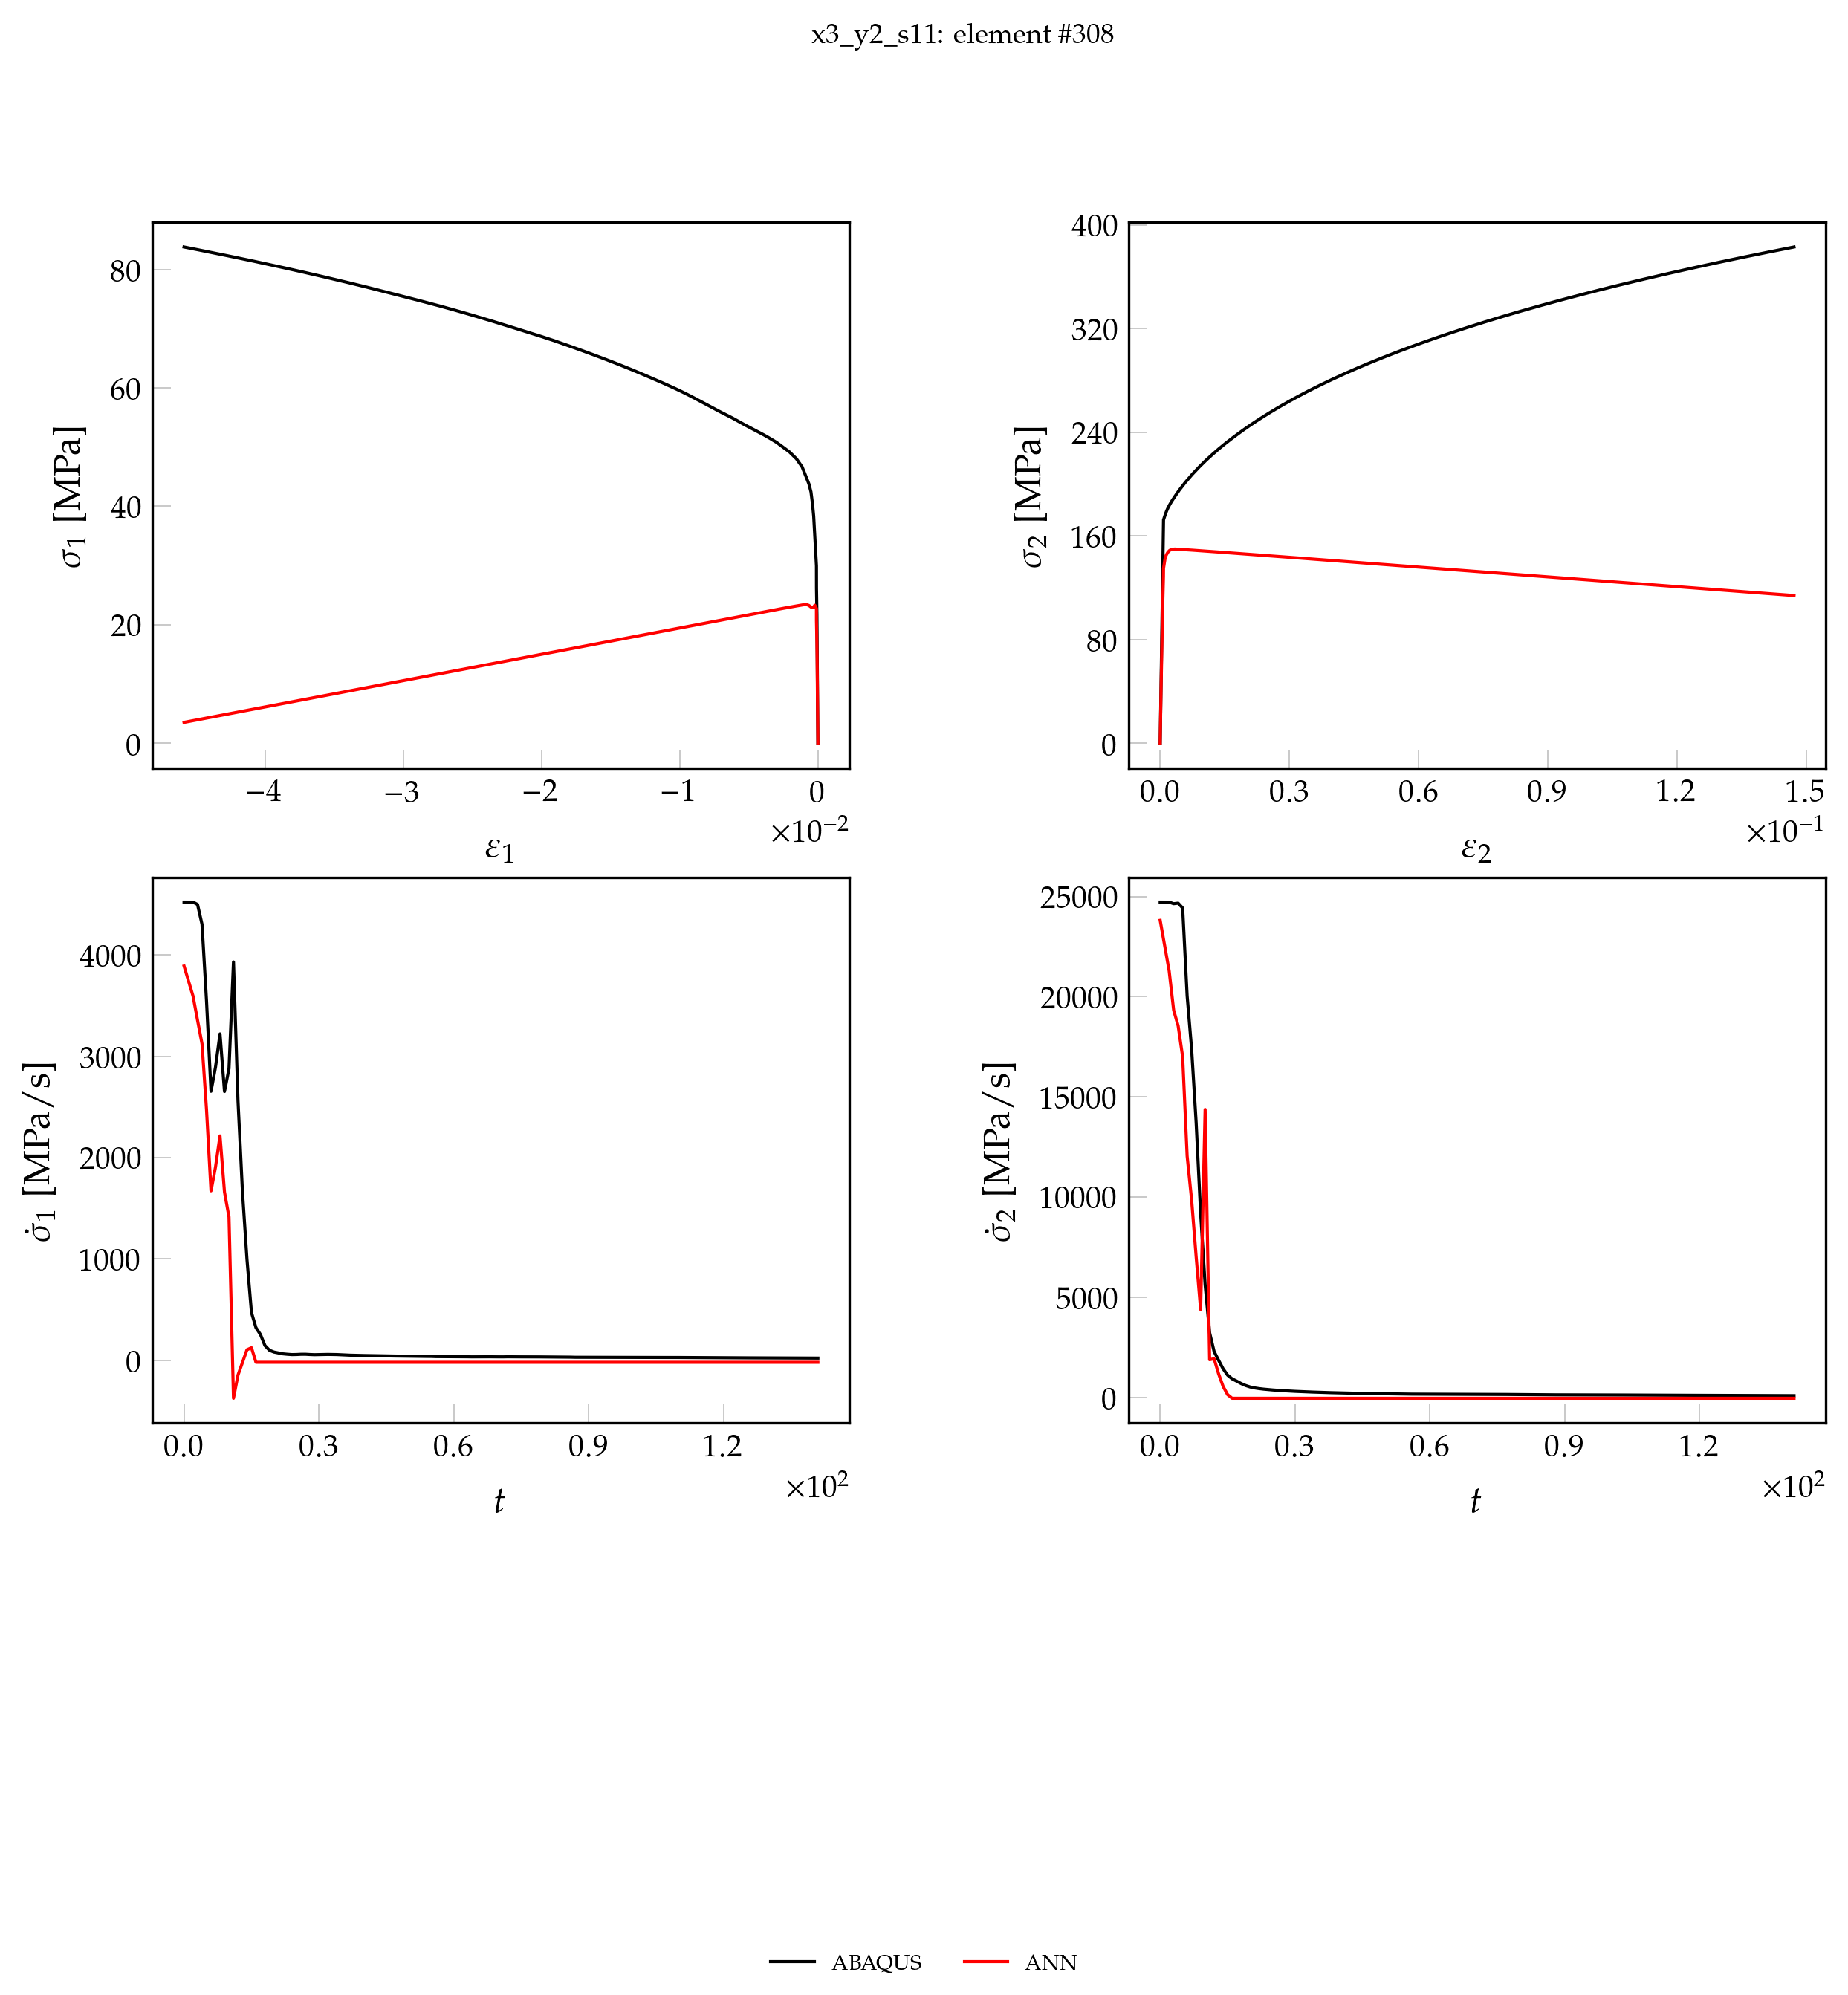 x3_y2_s11: element #308
σ1 [MPa]
80
60
40
20
0
−4 −3 −2 −1 0
×10−2
ε1
σ2 [MPa]
400
320
240
160
80
0
0.0 0.3 0.6 0.9 1.2 1.5
×10−1
ε2
σ̇1 [MPa/s]
4000
3000
2000
1000
0
0.0 0.3 0.6 0.9 1.2
×10²
t
σ̇2 [MPa/s]
25000
20000
15000
10000
5000
0
0.0 0.3 0.6 0.9 1.2
×10²
t
ABAQUS ANN